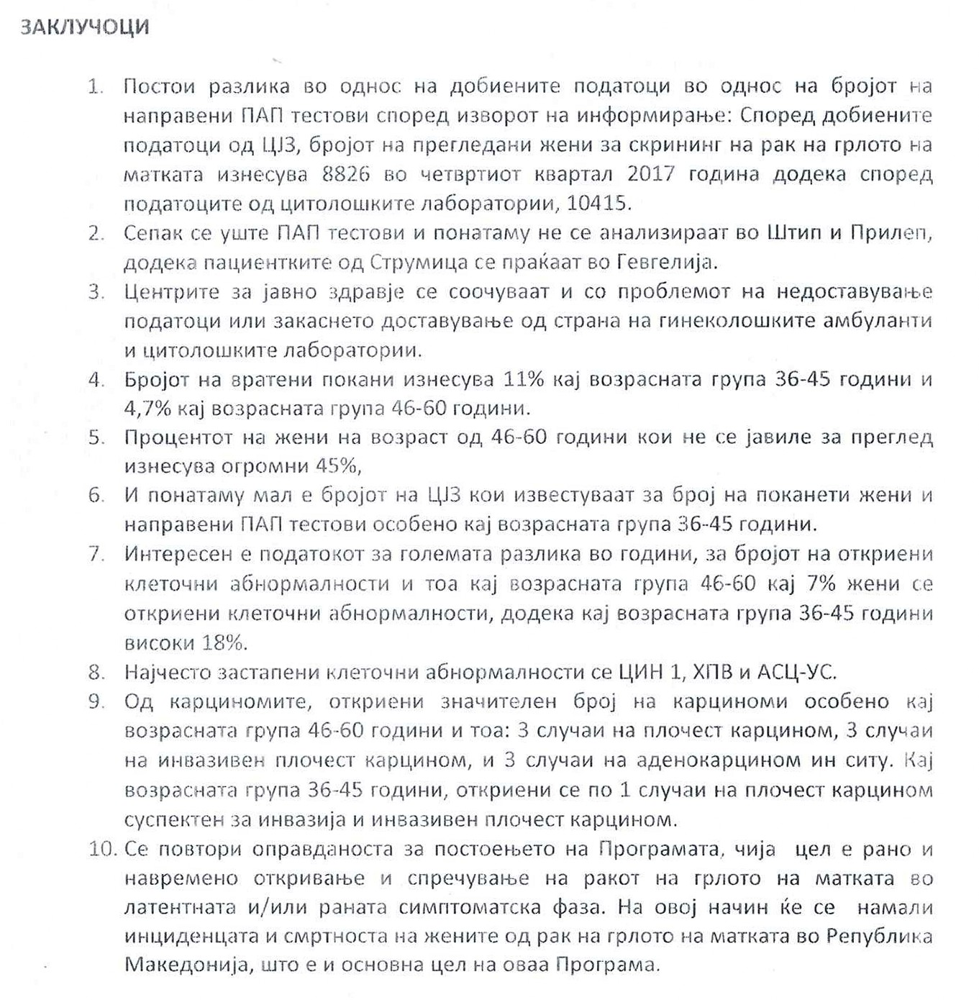 ЗАКЛУЧОЦИ
1. Постои разлика во однос на добиените податоци во однос на бројот на
направени ПАП тестови според изворот на информирање: Според добиените
податоци од ЦЈЗ, бројот на прегледани жени за скрининг на рак на грлото на
матката изнесува 8826 во четвртиот квартал 2017 година додека според
податоците од цитолошките лаборатории, 10415.
2. Сепак се уште ПАП тестови и понатаму не се анализираат во Штип и Прилеп,
додека пациентките од Струмица се праќаат во Гевгелија.
3. Центрите за јавно здравје се соочуваат и со проблемот на недоставување
податоци или закаснето доставување од страна на гинеколошките амбуланти
и цитолошките лаборатории.
4. Бројот на вратени покани изнесува 11% кај возрасната група 36-45 години и
4,7% кај возрасната група 46-60 години.
5. Процентот на жени на возраст од 46-60 години кои не се јавиле за преглед
изнесува огромни 45%,
6. И понатаму мал е бројот на ЦЈЗ кои известуваат за број на поканети жени и
направени ПАП тестови особено кај возрасната група 36-45 години.
7. Интересен е податокот за големата разлика во години, за бројот на откриени
клеточни абнормалности и тоа кај возрасната група 46-60 кај 7% жени се
откриени клеточни абнормалности, додека кај возрасната група 36-45 години
високи 18%.
8. Најчесто застапени клеточни абнормалности се ЦИН 1, ХПВ и АСЦ-УС.
9. Од карциномите, откриени значителен број на карциноми особено кај
возрасната група 46-60 години и тоа: 3 случаи на плочест карцином, 3 случаи
на инвазивен плочест карцином, и 3 случаи на аденокарцином ин ситу. Кај
возрасната група 36-45 години, откриени се по 1 случаи на плочест карцином
суспектен за инвазија и инвазивен плочест карцином.
10. Се повтори оправданоста за постоењето на Програмата, чија цел е рано и
навремено откривање и спречување на ракот на грлото на матката во
латентната и/или раната симптоматска фаза. На овој начин ќе се намали
инциденцата и смртноста на жените од рак на грлото на матката во Република
Македонија, што е и основна цел на оваа Програма.